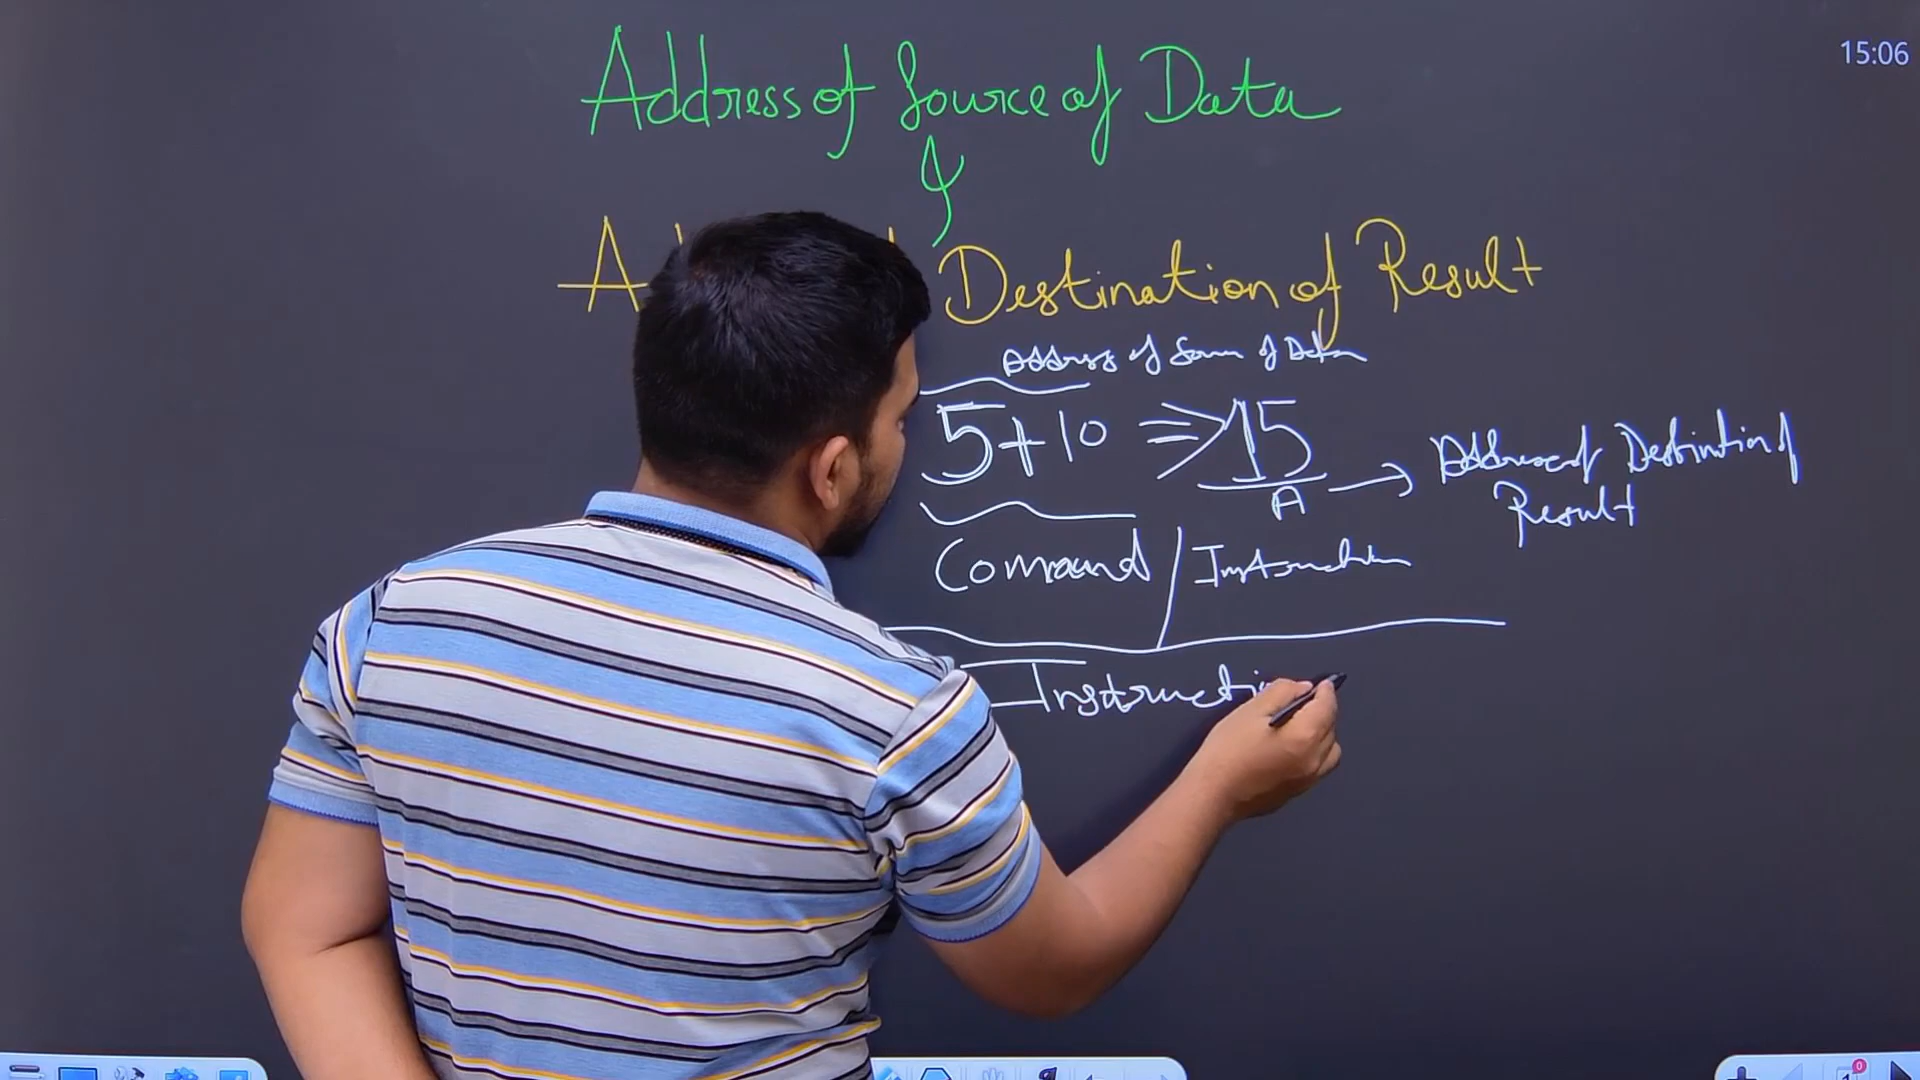 15:06
Address of Source of Data
&
Destination of Result
Address of Source of Data
5+10 => 15
A → Address of Destination of
Result
Command / Instruction
Instructi